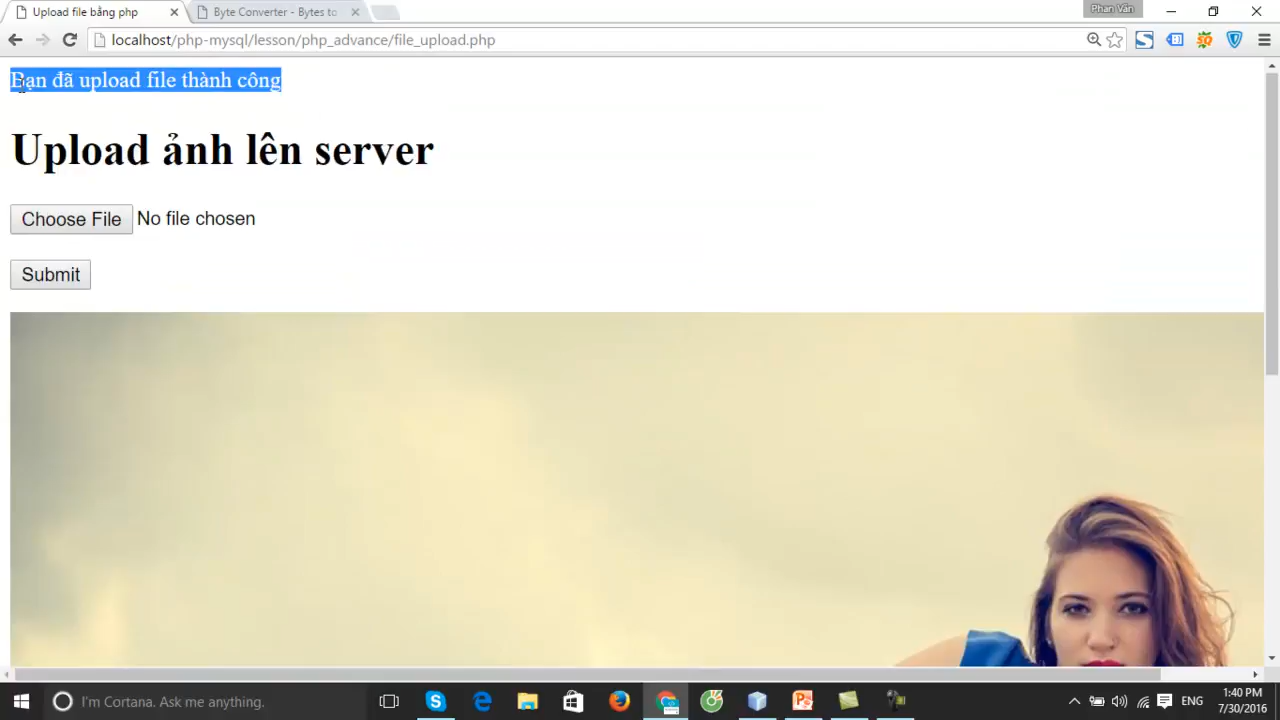 Upload file bằng php
Byte Converter - Bytes to
Phan Văn
localhost/php-mysql/lesson/php_advance/file_upload.php
Bạn đã upload file thành công
Upload ảnh lên server
Choose File No file chosen
Submit
I'm Cortana. Ask me anything.
ENG
1:40 PM
7/30/2016